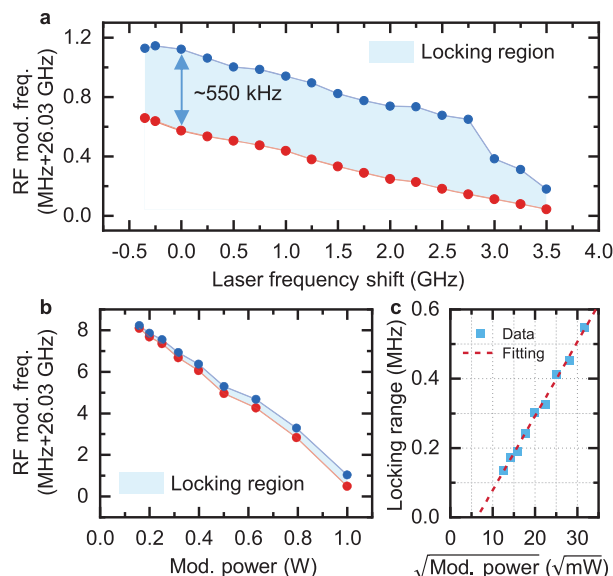 a
1.2
0.8
0.4
0.0
RF mod. freq.
(MHz+26.03 GHz)
Locking region
~550 kHz
-0.5 0.0 0.5 1.0 1.5 2.0 2.5 3.0 3.5 4.0
Laser frequency shift (GHz)
b
8
6
4
2
0
RF mod. freq.
(MHz+26.03 GHz)
Locking region
0.0 0.2 0.4 0.6 0.8 1.0
Mod. power (W)
c
0.6
0.4
0.2
0.0
Locking range (MHz)
Data
Fitting
0 10 20 30
√Mod. power (√mW)